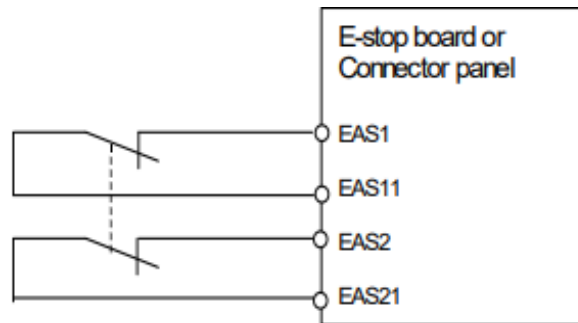 E-stop board or
Connector panel
EAS1
EAS11
EAS2
EAS21